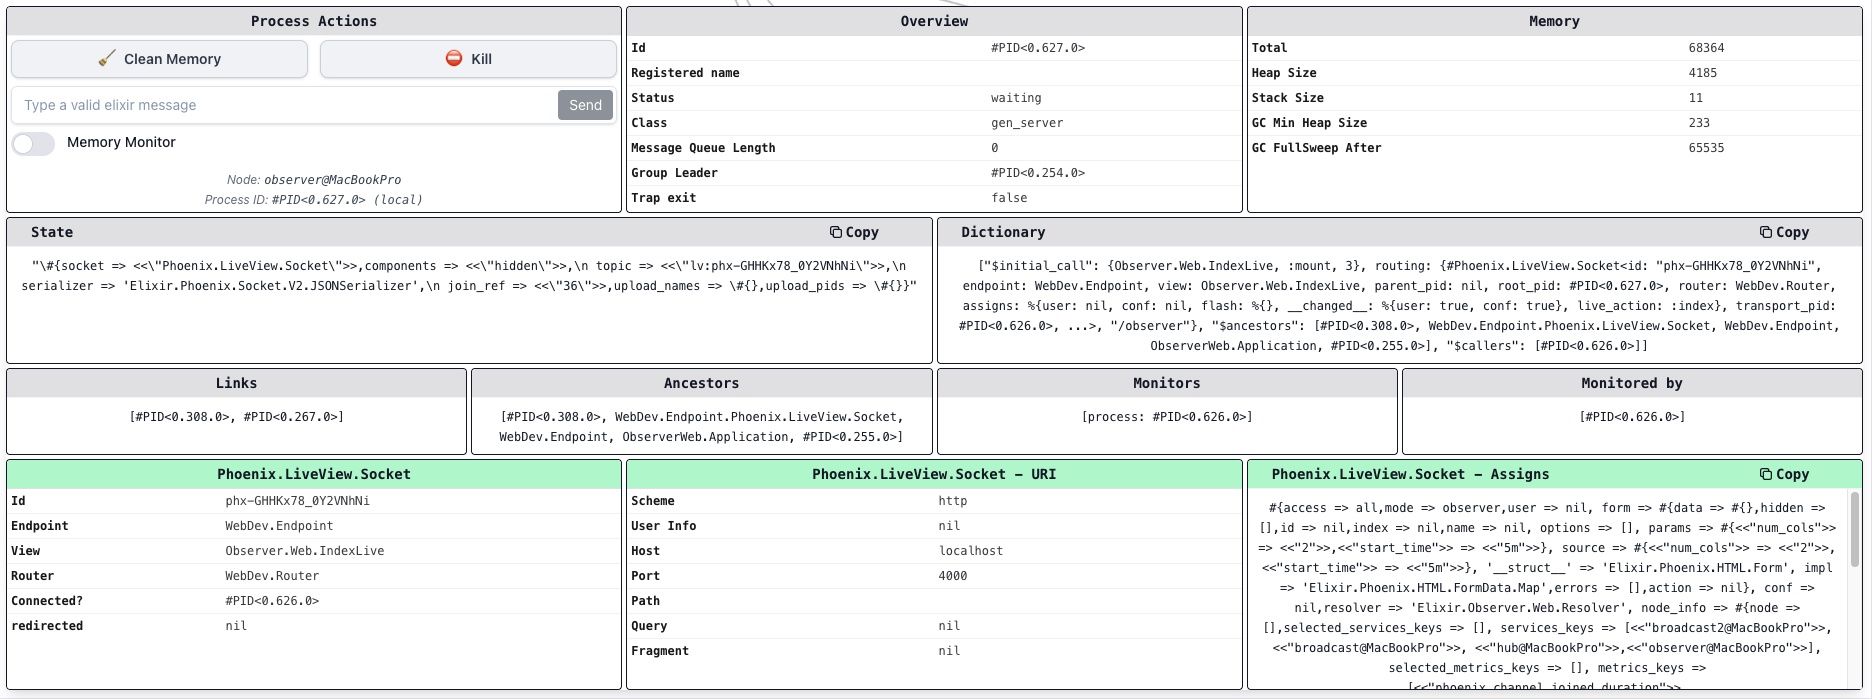 Process Actions
Clean Memory
Kill
Type a valid elixir message
Send
Memory Monitor
Node: observer@MacBookPro
Process ID: #PID<0.627.0> (local)
Overview
Id #PID<0.627.0>
Registered name
Status waiting
Class gen_server
Message Queue Length 0
Group Leader #PID<0.254.0>
Trap exit false
Memory
Total 68364
Heap Size 4185
Stack Size 11
GC Min Heap Size 233
GC FullSweep After 65535
State
Copy
"\#{socket => <<\"Phoenix.LiveView.Socket\">>,components => <<\"hidden\">>,\n topic => <<\"lv:phx-GHHKx78_0Y2VNhNi\">>,\n
serializer => 'Elixir.Phoenix.Socket.V2.JSONSerializer',\n join_ref => <<\"36\">>,upload_names => \#{},upload_pids => \#{}}"
Dictionary
Copy
["$initial_call": {Observer.Web.IndexLive, :mount, 3}, routing: {#Phoenix.LiveView.Socket<id: "phx-GHHKx78_0Y2VNhNi",
endpoint: WebDev.Endpoint, view: Observer.Web.IndexLive, parent_pid: nil, root_pid: #PID<0.627.0>, router: WebDev.Router,
assigns: %{user: nil, conf: nil, flash: %{}, __changed__: %{user: true, conf: true}, live_action: :index}, transport_pid:
#PID<0.626.0>, ...>, "/observer"}, "$ancestors": [#PID<0.308.0>, WebDev.Endpoint.Phoenix.LiveView.Socket, WebDev.Endpoint,
ObserverWeb.Application, #PID<0.255.0>], "$callers": [#PID<0.626.0>]]
Links
[#PID<0.308.0>, #PID<0.267.0>]
Ancestors
[#PID<0.308.0>, WebDev.Endpoint.Phoenix.LiveView.Socket,
WebDev.Endpoint, ObserverWeb.Application, #PID<0.255.0>]
Monitors
[process: #PID<0.626.0>]
Monitored by
[#PID<0.626.0>]
Phoenix.LiveView.Socket
Id phx-GHHKx78_0Y2VNhNi
Endpoint WebDev.Endpoint
View Observer.Web.IndexLive
Router WebDev.Router
Connected? #PID<0.626.0>
redirected nil
Phoenix.LiveView.Socket - URI
Scheme http
User Info nil
Host localhost
Port 4000
Path
Query nil
Fragment nil
Phoenix.LiveView.Socket - Assigns
Copy
#{access => all,mode => observer,user => nil, form => #{data => #{},hidden =>
[],id => nil,index => nil,name => nil, options => [], params => #{<<"num_cols">>
=> <<"2">>,<<"start_time">> => <<"5m">>}, source => #{<<"num_cols">> => <<"2">>,
<<"start_time">> => <<"5m">>}, '__struct__' => 'Elixir.Phoenix.HTML.Form', impl
=> 'Elixir.Phoenix.HTML.FormData.Map',errors => [],action => nil}, conf =>
nil,resolver => 'Elixir.Observer.Web.Resolver', node_info => #{node =>
[],selected_services_keys => [], services_keys => [<<"broadcast2@MacBookPro">>,
<<"broadcast@MacBookPro">>, <<"hub@MacBookPro">>,<<"observer@MacBookPro">>],
selected_metrics_keys => [], metrics_keys =>
[<<"phoenix.channel_joined.duration">>,